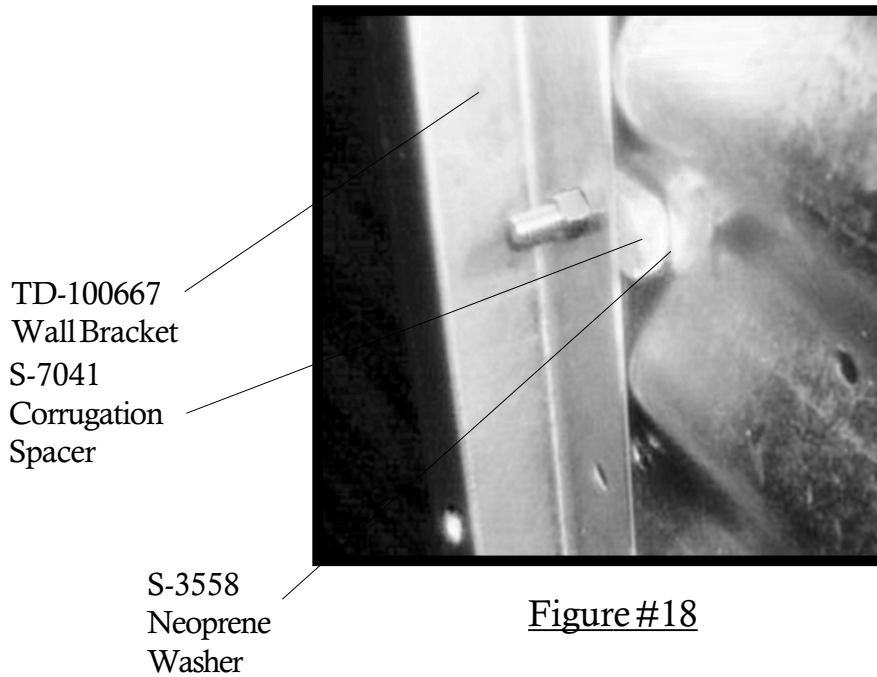 TD-100667
Wall Bracket
S-7041
Corrugation
Spacer
S-3558
Neoprene
Washer
Figure #18